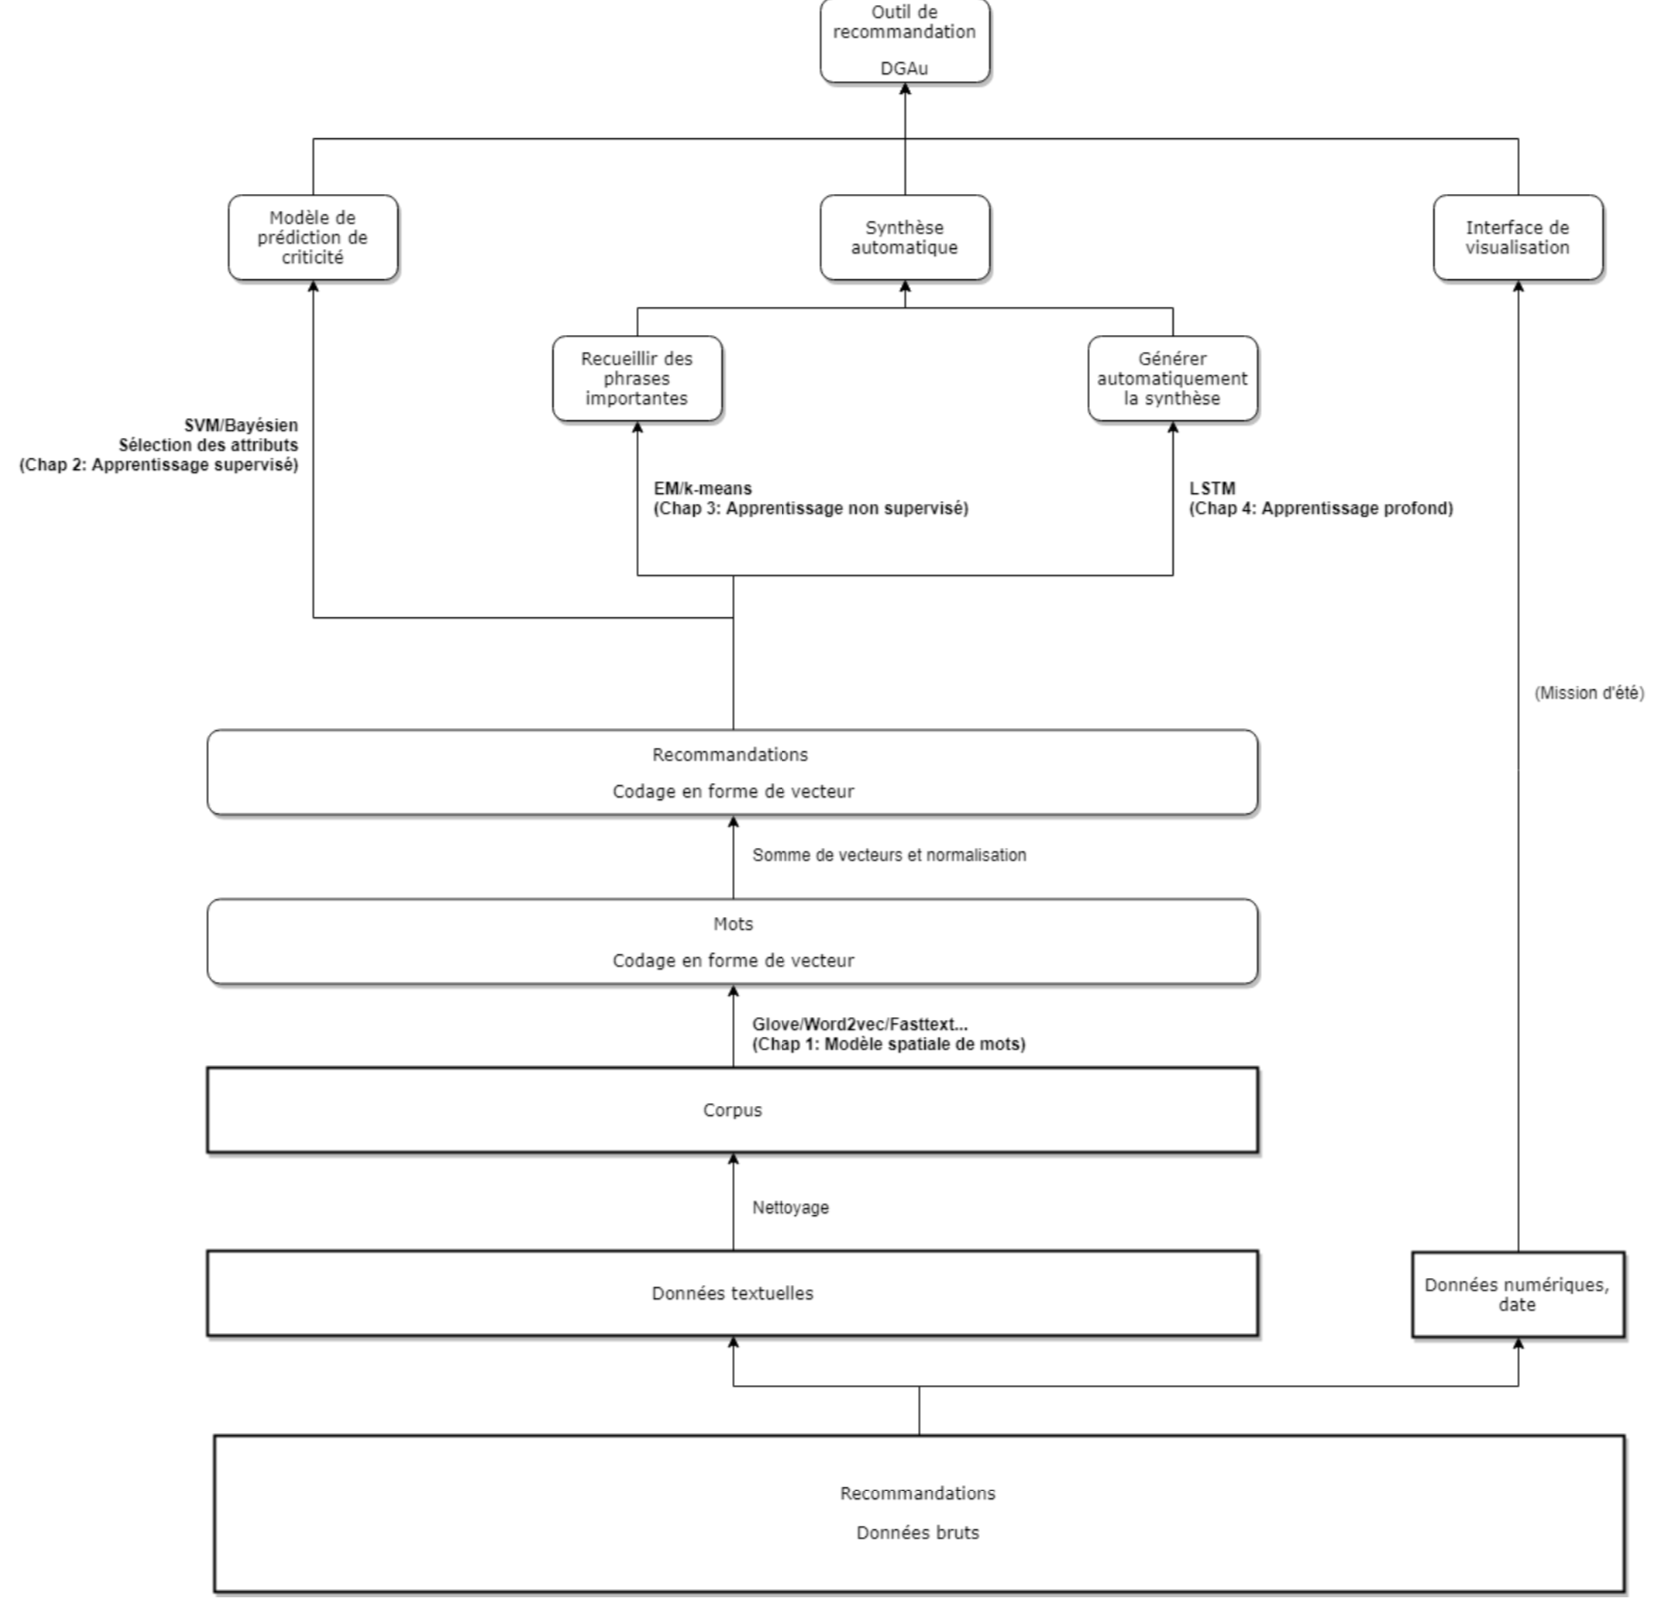 Outil de
recommandation
DGAu
Modèle de
prédiction de
criticité
Synthèse
automatique
Interface de
visualisation
Recueillir des
phrases
importantes
Générer
automatiquement
la synthèse
SVM/Bayésien
Sélection des attributs
(Chap 2: Apprentissage supervisé)
EM/k-means
(Chap 3: Apprentissage non supervisé)
LSTM
(Chap 4: Apprentissage profond)
(Mission d'été)
Recommandations
Codage en forme de vecteur
Somme de vecteurs et normalisation
Mots
Codage en forme de vecteur
Glove/Word2vec/Fasttext...
(Chap 1: Modèle spatiale de mots)
Corpus
Nettoyage
Données textuelles
Données numériques,
date
Recommandations
Données bruts